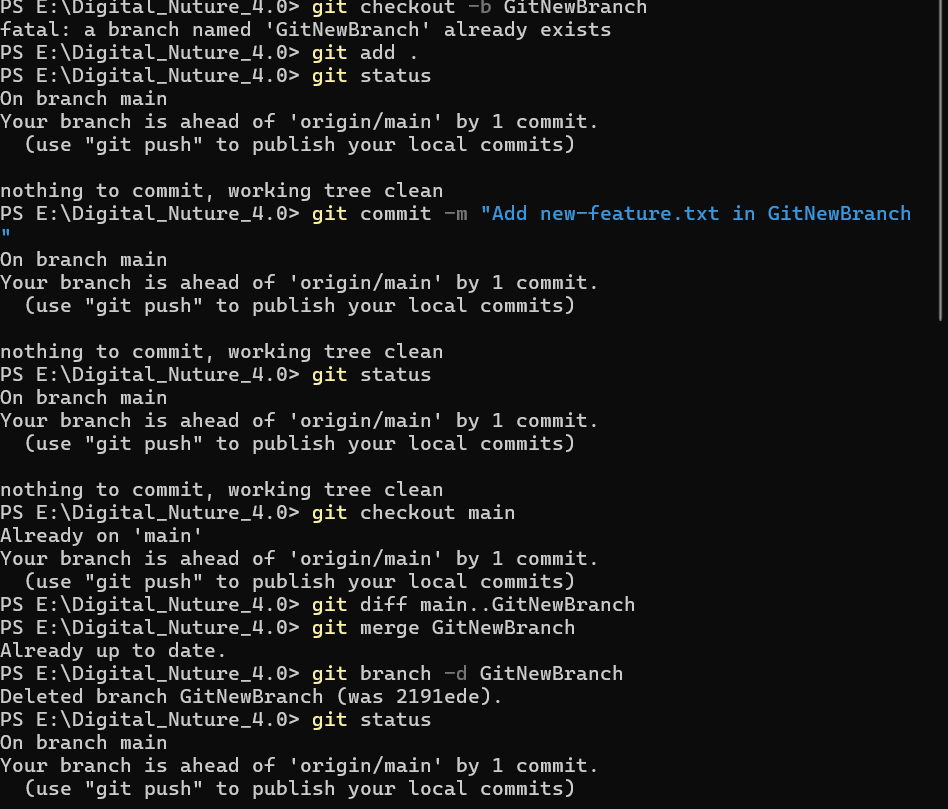 PS E:\Digital_Nuture_4.0> git checkout -b GitNewBranch
fatal: a branch named 'GitNewBranch' already exists
PS E:\Digital_Nuture_4.0> git add .
PS E:\Digital_Nuture_4.0> git status
On branch main
Your branch is ahead of 'origin/main' by 1 commit.
  (use "git push" to publish your local commits)

nothing to commit, working tree clean
PS E:\Digital_Nuture_4.0> git commit -m "Add new-feature.txt in GitNewBranch
"
On branch main
Your branch is ahead of 'origin/main' by 1 commit.
  (use "git push" to publish your local commits)

nothing to commit, working tree clean
PS E:\Digital_Nuture_4.0> git status
On branch main
Your branch is ahead of 'origin/main' by 1 commit.
  (use "git push" to publish your local commits)

nothing to commit, working tree clean
PS E:\Digital_Nuture_4.0> git checkout main
Already on 'main'
Your branch is ahead of 'origin/main' by 1 commit.
  (use "git push" to publish your local commits)
PS E:\Digital_Nuture_4.0> git diff main..GitNewBranch
PS E:\Digital_Nuture_4.0> git merge GitNewBranch
Already up to date.
PS E:\Digital_Nuture_4.0> git branch -d GitNewBranch
Deleted branch GitNewBranch (was 2191ede).
PS E:\Digital_Nuture_4.0> git status
On branch main
Your branch is ahead of 'origin/main' by 1 commit.
  (use "git push" to publish your local commits)